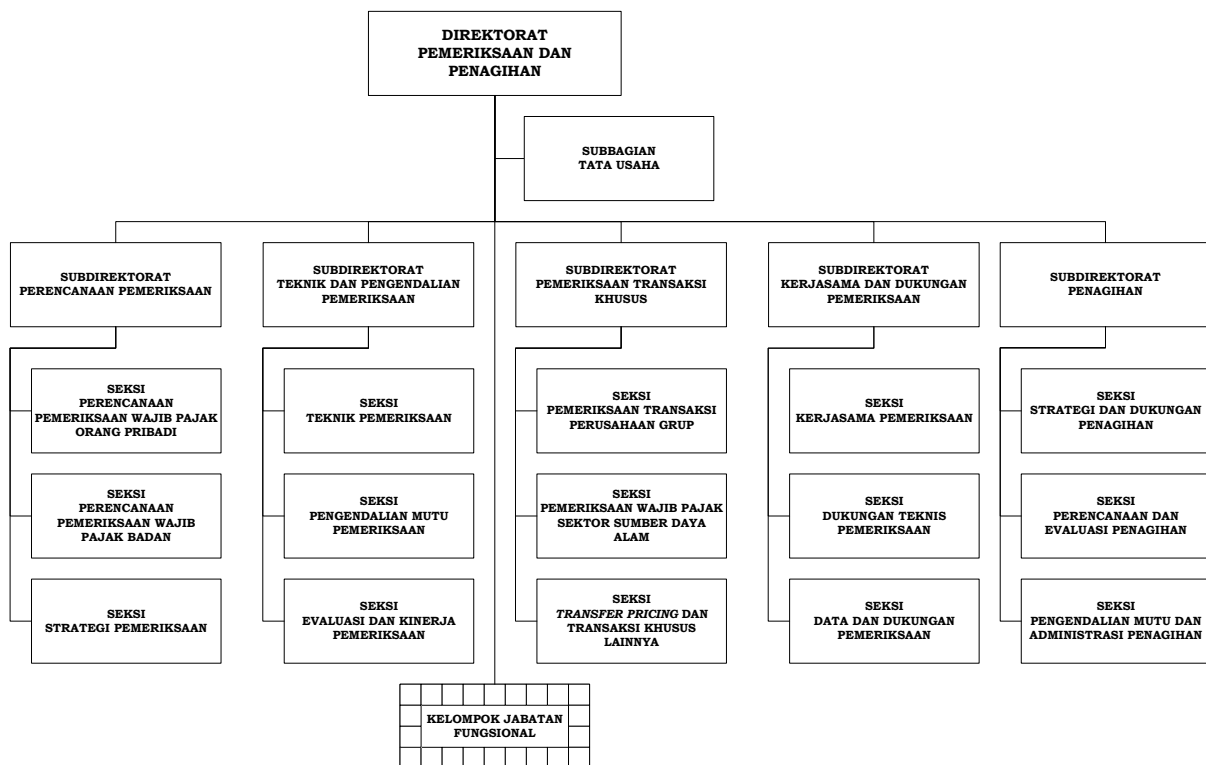 DIREKTORAT
PEMERIKSAAN DAN
PENAGIHAN
SUBBAGIAN
TATA USAHA
SUBDIREKTORAT
PERENCANAAN PEMERIKSAAN
SUBDIREKTORAT
TEKNIK DAN PENGENDALIAN
PEMERIKSAAN
SUBDIREKTORAT
PEMERIKSAAN TRANSAKSI
KHUSUS
SUBDIREKTORAT
KERJASAMA DAN DUKUNGAN
PEMERIKSAAN
SUBDIREKTORAT
PENAGIHAN
SEKSI
PERENCANAAN
PEMERIKSAAN WAJIB PAJAK
ORANG PRIBADI
SEKSI
TEKNIK PEMERIKSAAN
SEKSI
PEMERIKSAAN TRANSAKSI
PERUSAHAAN GRUP
SEKSI
KERJASAMA PEMERIKSAAN
SEKSI
STRATEGI DAN DUKUNGAN
PENAGIHAN
SEKSI
PERENCANAAN
PEMERIKSAAN WAJIB
PAJAK BADAN
SEKSI
PENGENDALIAN MUTU
PEMERIKSAAN
SEKSI
PEMERIKSAAN WAJIB PAJAK
SEKTOR SUMBER DAYA
ALAM
SEKSI
DUKUNGAN TEKNIS
PEMERIKSAAN
SEKSI
PERENCANAAN DAN
EVALUASI PENAGIHAN
SEKSI
STRATEGI PEMERIKSAAN
SEKSI
EVALUASI DAN KINERJA
PEMERIKSAAN
SEKSI
TRANSFER PRICING DAN
TRANSAKSI KHUSUS
LAINNYA
SEKSI
DATA DAN DUKUNGAN
PEMERIKSAAN
SEKSI
PENGENDALIAN MUTU DAN
ADMINISTRASI PENAGIHAN
KELOMPOK JABATAN
FUNGSIONAL